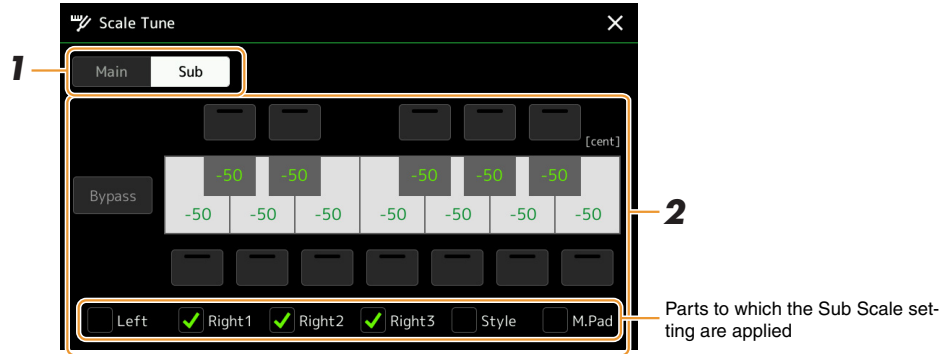 Scale Tune
1
Main Sub
[cent]
Bypass
-50 -50 -50 -50 -50
-50 -50 -50 -50 -50 -50 -50
2
Left Right1 Right2 Right3 Style M.Pad
Parts to which the Sub Scale set-
ting are applied